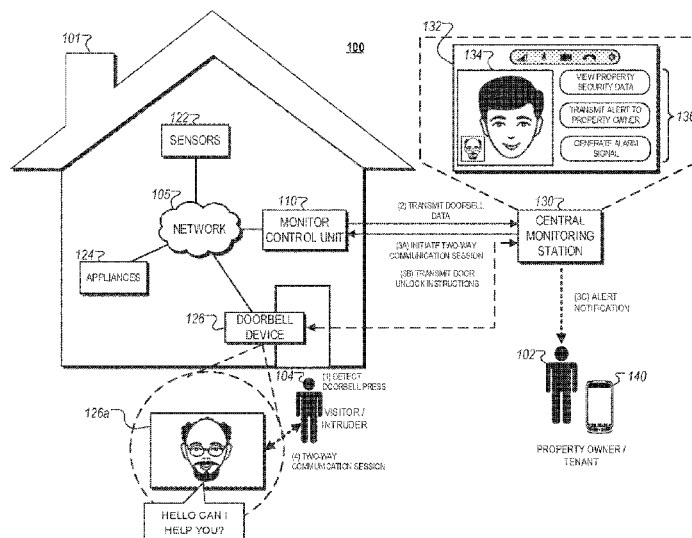 101
100
132
134
VIEW PROPERTY
SECURITY DATA
TRANSMIT ALERT TO
PROPERTY OWNER
GENERATE ALARM
SIGNAL
136
122
SENSORS
105
NETWORK
110
MONITOR
CONTROL UNIT
(2) TRANSMIT DOORBELL
DATA
(3A) INITIATE TWO-WAY
COMMUNICATION SESSION
(3B) TRANSMIT DOOR
UNLOCK INSTRUCTIONS
130
CENTRAL
MONITORING
STATION
124
APPLIANCES
126
DOORBELL
DEVICE
(3C) ALERT
NOTIFICATION
102
140
PROPERTY OWNER /
TENANT
104
(1) DETECT
DOORBELL PRESS
VISITOR /
INTRUDER
126a
(4) TWO-WAY
COMMUNICATION SESSION
HELLO CAN I
HELP YOU?